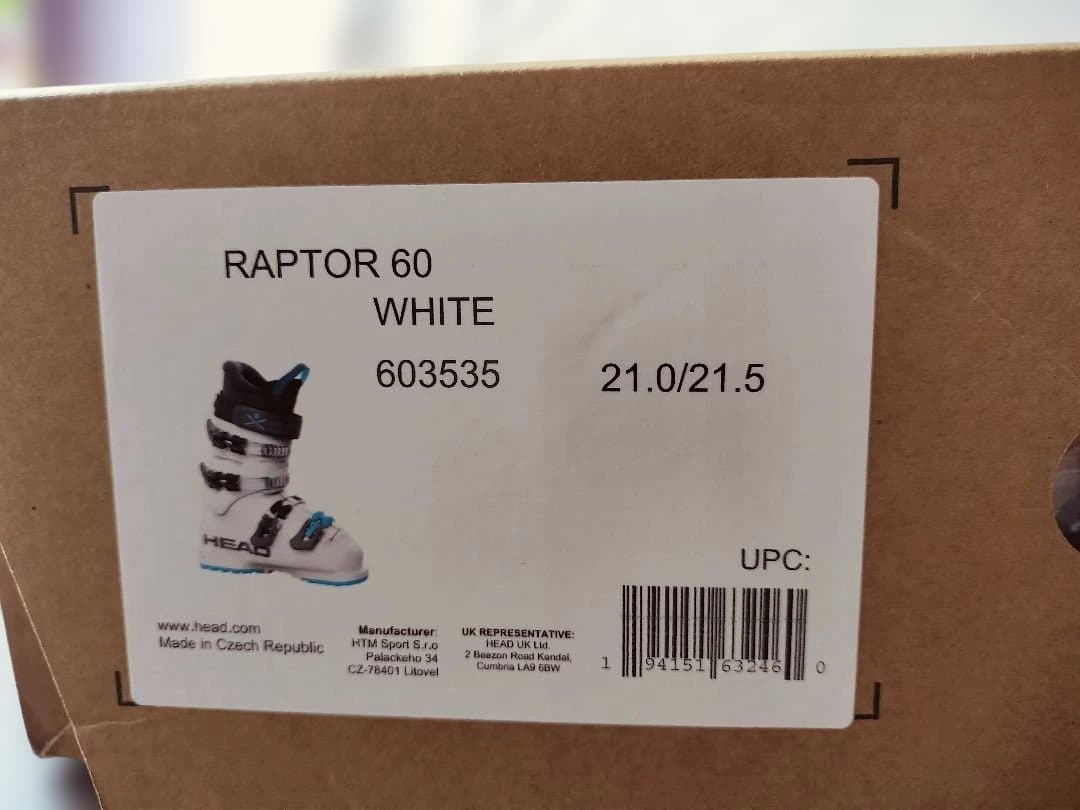 RAPTOR 60
WHITE
603535
21.0/21.5
HEAD
UPC:
www.head.com
Made in Czech Republic
Manufacturer:
HTM Sport S.r.o
Palackeho 34
CZ-78401 Litovel
UK REPRESENTATIVE:
HEAD UK Ltd.
2 Beezon Road Kendal,
Cumbria LA9 6BW
1 94151 63246 0